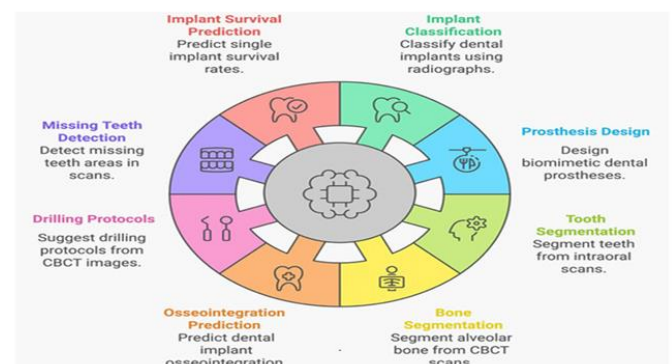 Implant Survival
Prediction
Predict single
implant survival
rates.
Implant
Classification
Classify dental
implants using
radiographs.
Missing Teeth
Detection
Detect missing
teeth areas in
scans.
Prosthesis Design
Design
biomimetic dental
prostheses.
Drilling Protocols
Suggest drilling
protocols from
CBCT images.
Tooth
Segmentation
Segment teeth
from intraoral
scans.
Osseointegration
Prediction
Predict dental
implant
osseointegration
Bone
Segmentation
Segment alveolar
bone from CBCT
scans.